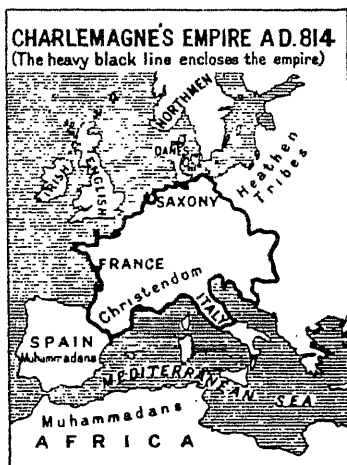 CHARLEMAGNE'S EMPIRE A D.814
(The heavy black line encloses the empire)
NORTHMEN
DANES
Heathen
Tribes
IRISH
ENGLISH
SAXONY
FRANCE
Christendom
ITALY
SPAIN
Muhammadans
MEDITERRANEAN SEA
Muhammadans
AFRICA